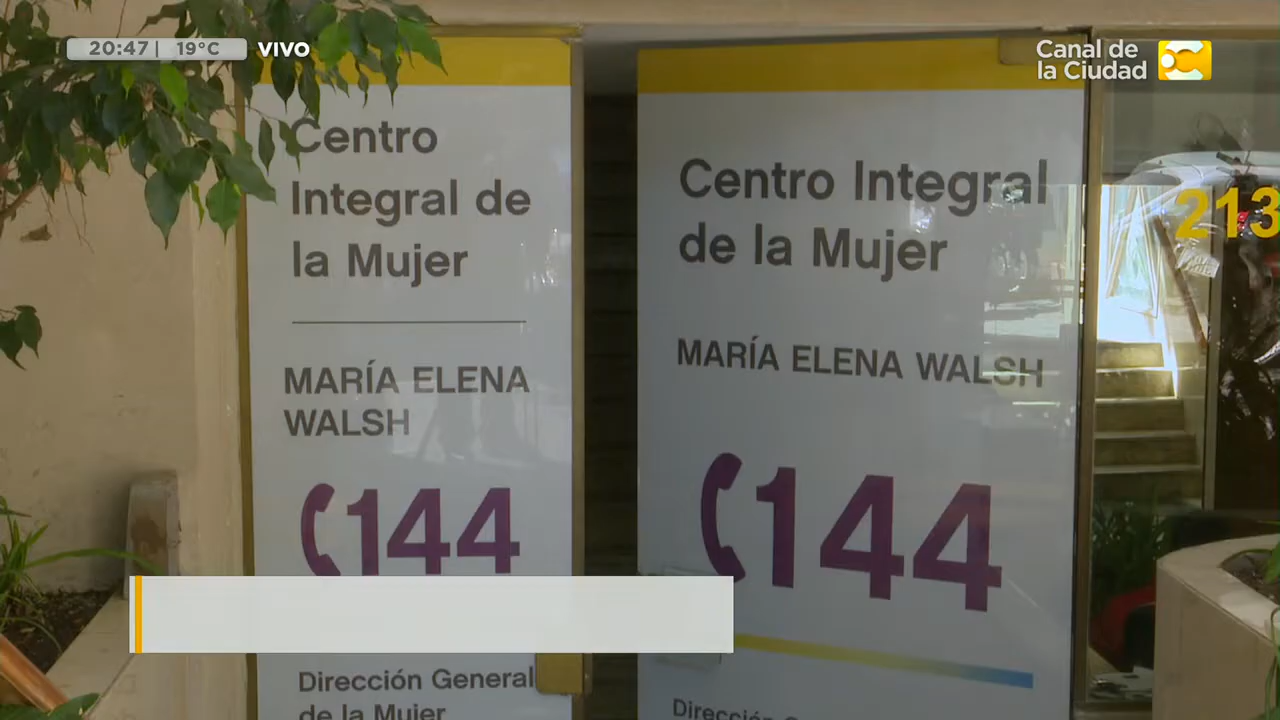 20:47 | 19°C VIVO
Canal de
la Ciudad
Centro
Integral de
la Mujer
MARÍA ELENA
WALSH
144
Dirección General
de la Mujer
Centro Integral
de la Mujer
MARÍA ELENA WALSH
144
Dirección
213